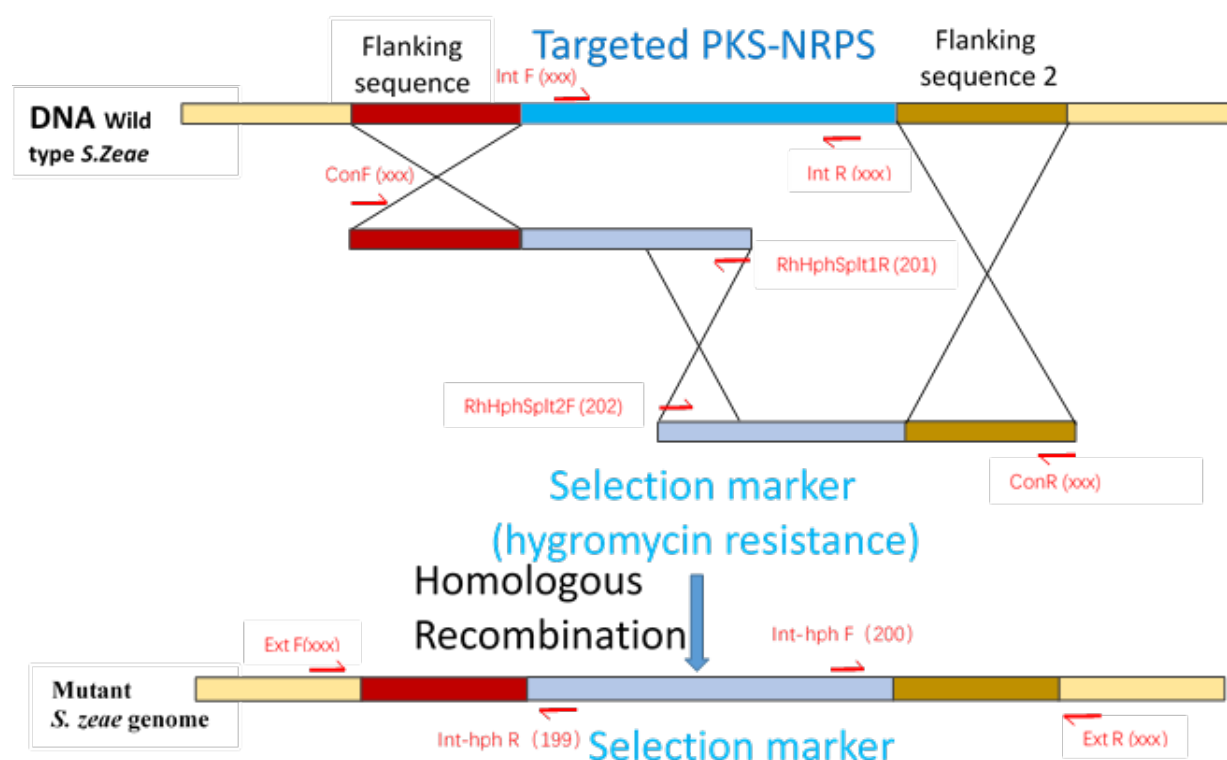 Flanking
sequence
Targeted PKS-NRPS
Flanking
sequence 2
Int F (xxx)
DNA Wild
type S.Zeae
ConF (xxx)
Int R (xxx)
RhHphSplt1R (201)
RhHphSplt2F (202)
ConR (xxx)
Selection marker
(hygromycin resistance)
Homologous
Recombination
Ext F(xxx)
Int-hph F (200)
Mutant
S. zeae genome
Int-hph R (199)
Selection marker
Ext R (xxx)